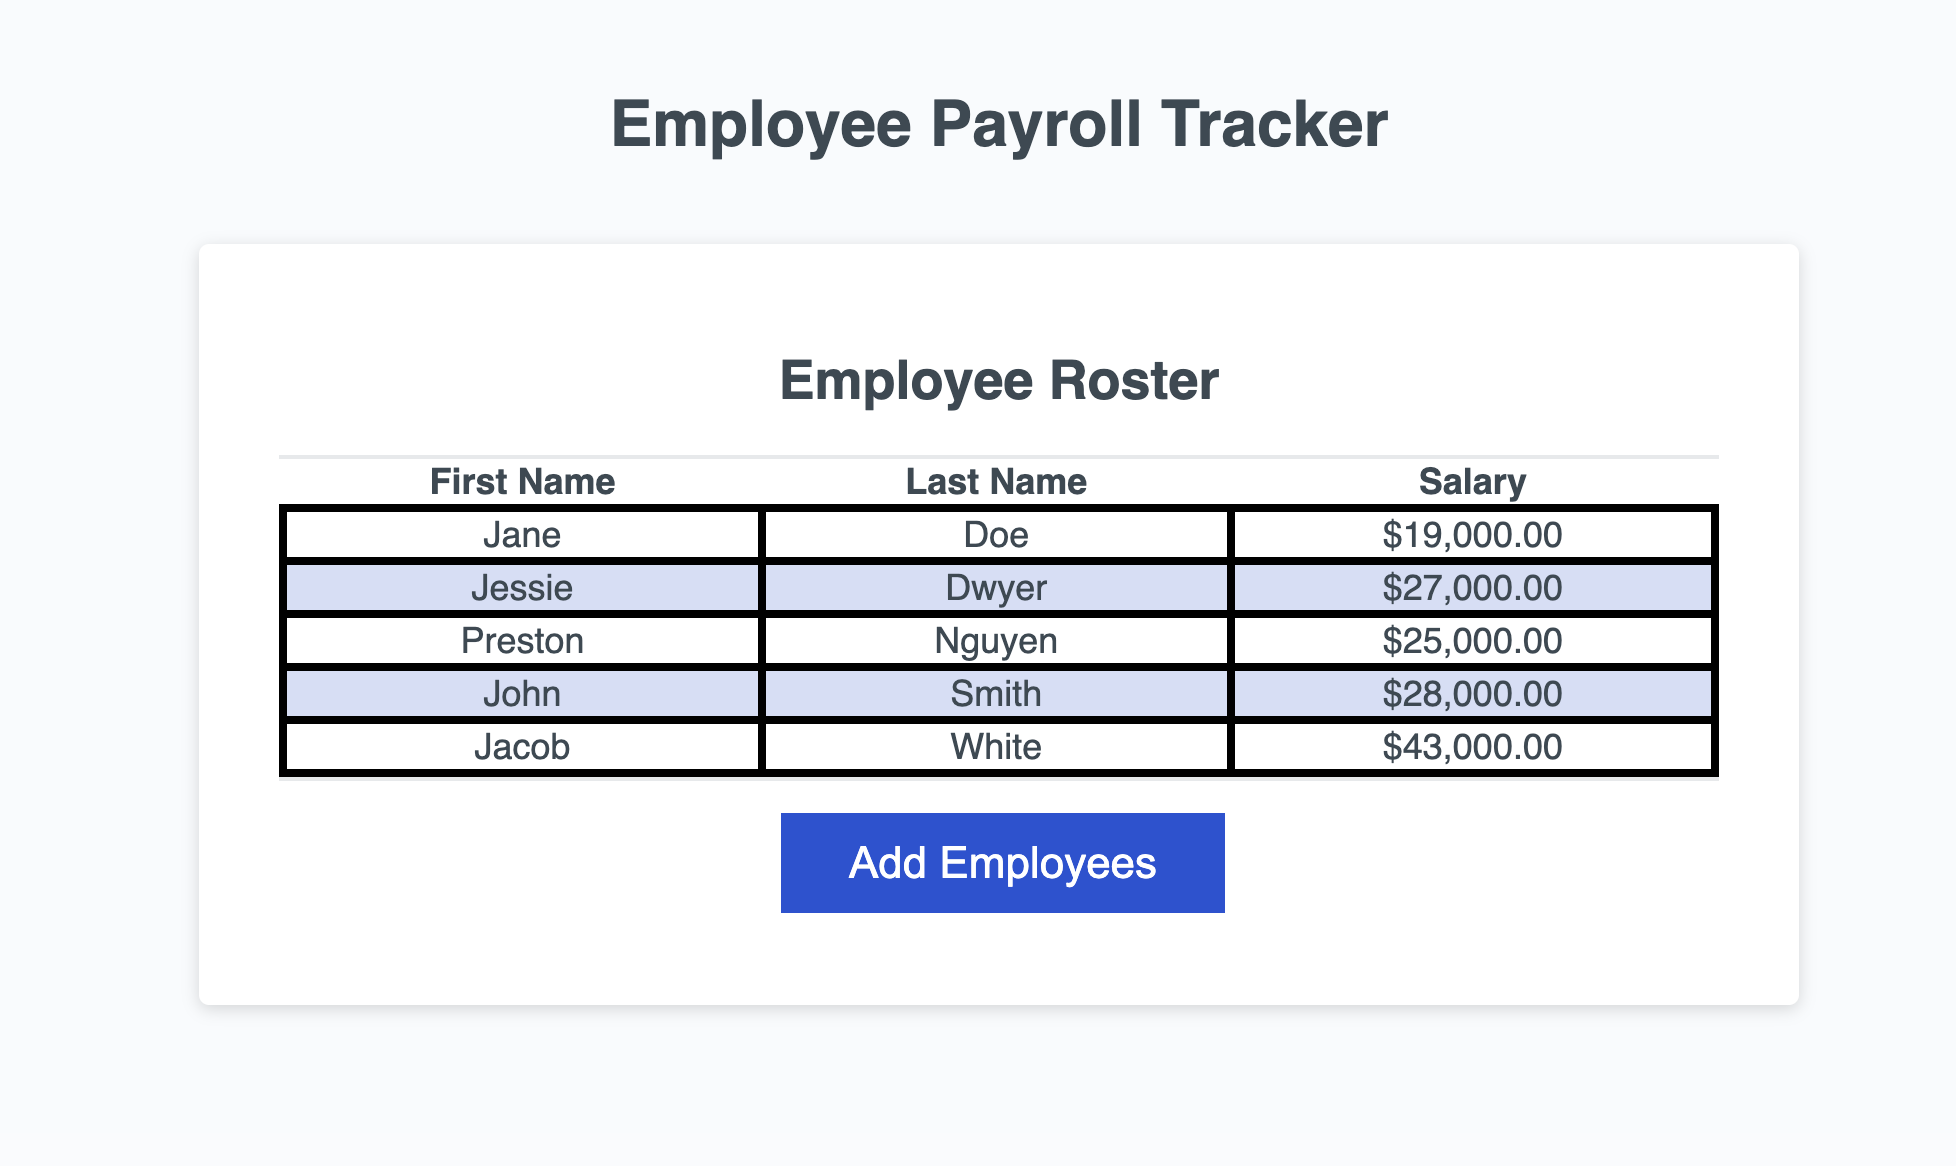 Employee Payroll Tracker
Employee Roster
First Name Last Name Salary
Jane Doe $19,000.00
Jessie Dwyer $27,000.00
Preston Nguyen $25,000.00
John Smith $28,000.00
Jacob White $43,000.00
Add Employees